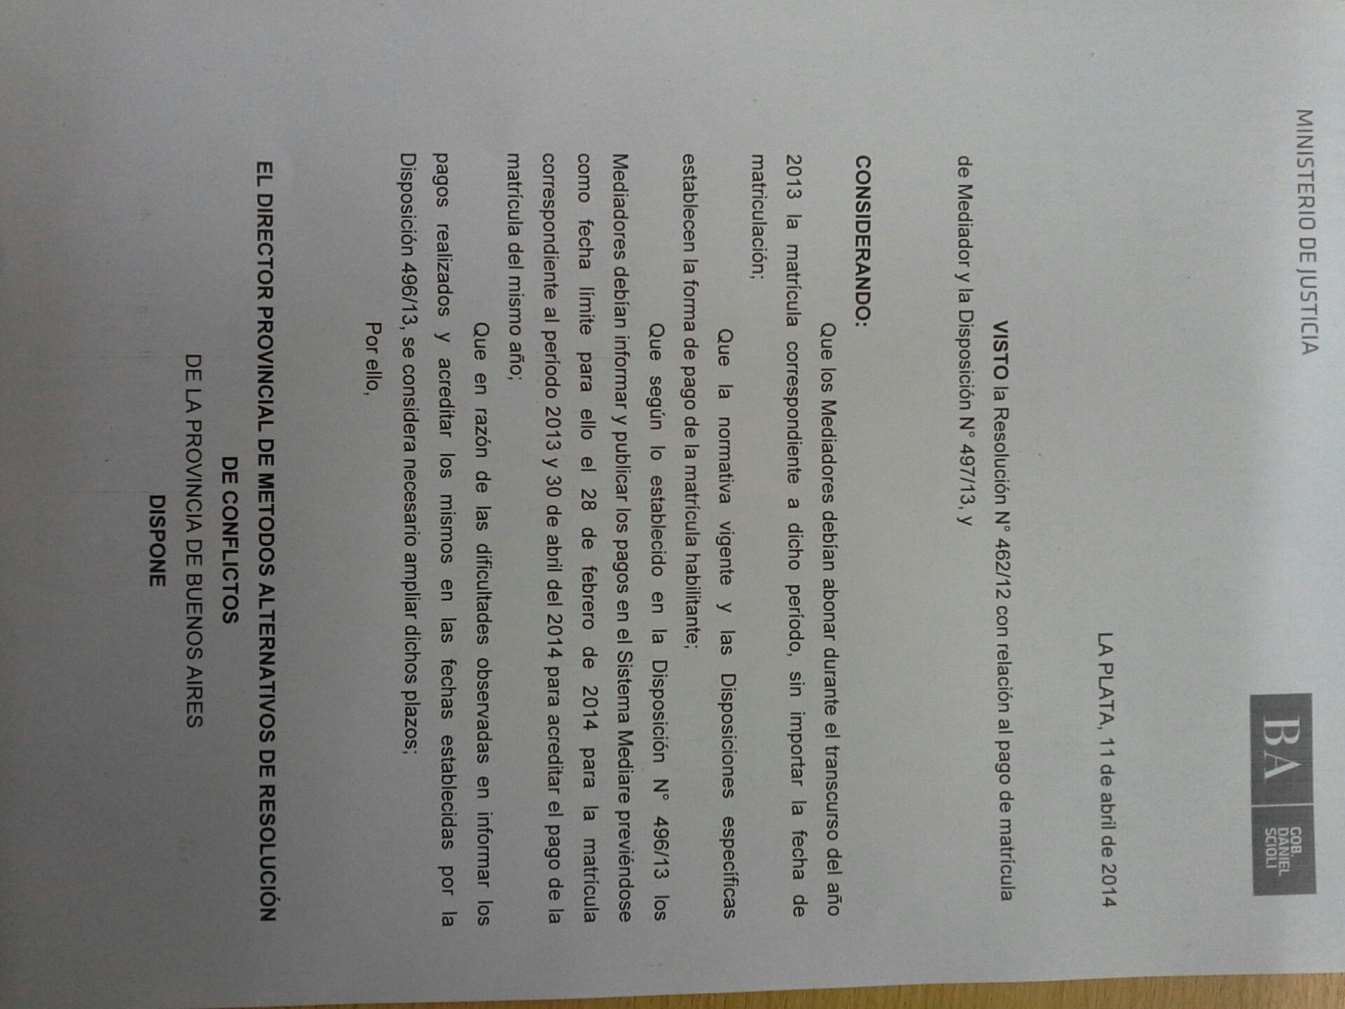 MINISTERIO DE JUSTICIA
BA
GOB.
DANIEL
SCIOLI
LA PLATA, 11 de abril de 2014
VISTO la Resolución N° 462/12 con relación al pago de matrícula
de Mediador y la Disposición N° 497/13, y
CONSIDERANDO:
Que los Mediadores debían abonar durante el transcurso del año
2013 la matrícula correspondiente a dicho período, sin importar la fecha de
matriculación;
Que la normativa vigente y las Disposiciones específicas
establecen la forma de pago de la matrícula habilitante;
Que según lo establecido en la Disposición N° 496/13 los
Mediadores debían informar y publicar los pagos en el Sistema Mediare previéndose
como fecha límite para ello el 28 de febrero de 2014 para la matrícula
correspondiente al período 2013 y 30 de abril del 2014 para acreditar el pago de la
matrícula del mismo año;
Que en razón de las dificultades observadas en informar los
pagos realizados y acreditar los mismos en las fechas establecidas por la
Disposición 496/13, se considera necesario ampliar dichos plazos;
Por ello,
EL DIRECTOR PROVINCIAL DE METODOS ALTERNATIVOS DE RESOLUCIÓN
DE CONFLICTOS
DE LA PROVINCIA DE BUENOS AIRES
DISPONE